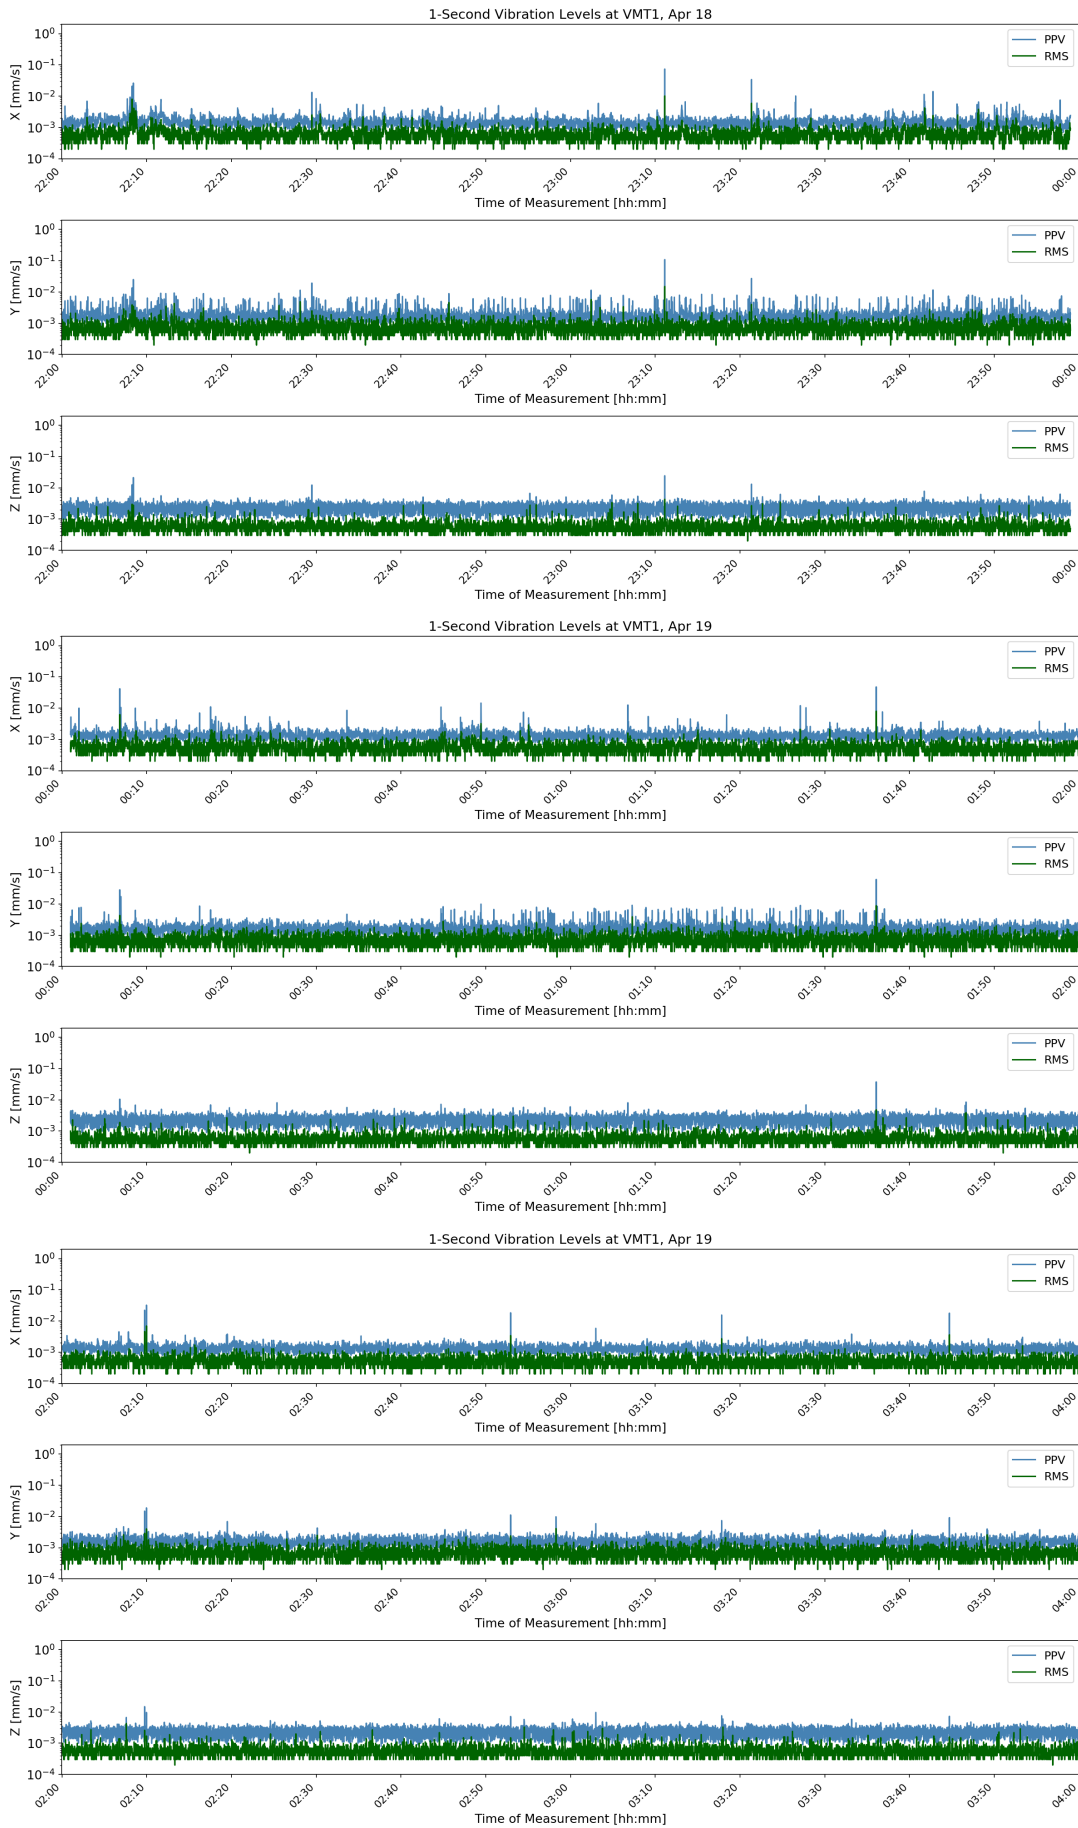 1-Second Vibration Levels at VMT1, Apr 18
X [mm/s]
10⁰
10⁻¹
10⁻²
10⁻³
10⁻⁴
PPV
RMS
22:00 22:10 22:20 22:30 22:40 22:50 23:00 23:10 23:20 23:30 23:40 23:50 00:00
Time of Measurement [hh:mm]
Y [mm/s]
10⁰
10⁻¹
10⁻²
10⁻³
10⁻⁴
PPV
RMS
22:00 22:10 22:20 22:30 22:40 22:50 23:00 23:10 23:20 23:30 23:40 23:50 00:00
Time of Measurement [hh:mm]
Z [mm/s]
10⁰
10⁻¹
10⁻²
10⁻³
10⁻⁴
PPV
RMS
22:00 22:10 22:20 22:30 22:40 22:50 23:00 23:10 23:20 23:30 23:40 23:50 00:00
Time of Measurement [hh:mm]
1-Second Vibration Levels at VMT1, Apr 19
X [mm/s]
10⁰
10⁻¹
10⁻²
10⁻³
10⁻⁴
PPV
RMS
00:00 00:10 00:20 00:30 00:40 00:50 01:00 01:10 01:20 01:30 01:40 01:50 02:00
Time of Measurement [hh:mm]
Y [mm/s]
10⁰
10⁻¹
10⁻²
10⁻³
10⁻⁴
PPV
RMS
00:00 00:10 00:20 00:30 00:40 00:50 01:00 01:10 01:20 01:30 01:40 01:50 02:00
Time of Measurement [hh:mm]
Z [mm/s]
10⁰
10⁻¹
10⁻²
10⁻³
10⁻⁴
PPV
RMS
00:00 00:10 00:20 00:30 00:40 00:50 01:00 01:10 01:20 01:30 01:40 01:50 02:00
Time of Measurement [hh:mm]
1-Second Vibration Levels at VMT1, Apr 19
X [mm/s]
10⁰
10⁻¹
10⁻²
10⁻³
10⁻⁴
PPV
RMS
02:00 02:10 02:20 02:30 02:40 02:50 03:00 03:10 03:20 03:30 03:40 03:50 04:00
Time of Measurement [hh:mm]
Y [mm/s]
10⁰
10⁻¹
10⁻²
10⁻³
10⁻⁴
PPV
RMS
02:00 02:10 02:20 02:30 02:40 02:50 03:00 03:10 03:20 03:30 03:40 03:50 04:00
Time of Measurement [hh:mm]
Z [mm/s]
10⁰
10⁻¹
10⁻²
10⁻³
10⁻⁴
PPV
RMS
02:00 02:10 02:20 02:30 02:40 02:50 03:00 03:10 03:20 03:30 03:40 03:50 04:00
Time of Measurement [hh:mm]